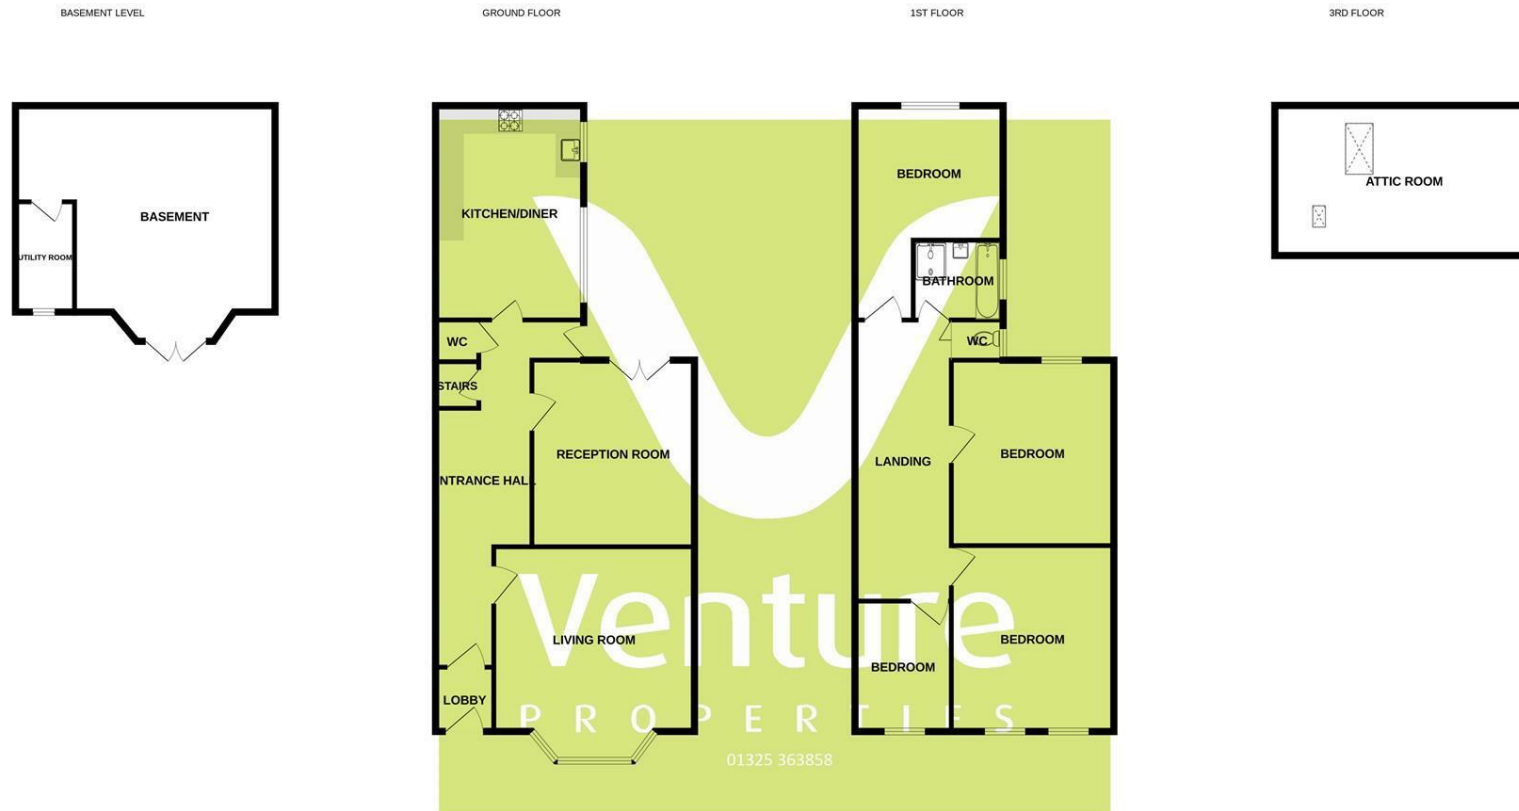 BASEMENT LEVEL
GROUND FLOOR
1ST FLOOR
3RD FLOOR
BASEMENT
UTILITY ROOM
KITCHEN/DINER
WC
STAIRS
RECEPTION ROOM
NTRANCE HALL
LIVING ROOM
LOBBY
BEDROOM
BATHROOM
WC
LANDING
BEDROOM
BEDROOM
BEDROOM
ATTIC ROOM
Venture
PROPERTIES
01325 363858